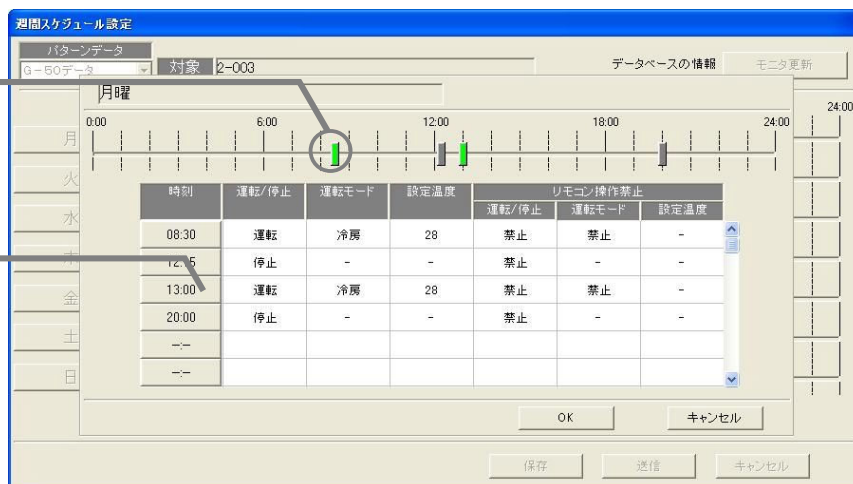 週間スケジュール設定
パターンデータ
G-50データ 対象 2-003 データベースの情報 モニタ更新
月曜
0:00 6:00 12:00 18:00 24:00 24:00
月
火
水
金
土
日
時刻 運転/停止 運転モード 設定温度 リモコン操作禁止
運転/停止 運転モード 設定温度
08:30 運転 冷房 28 禁止 禁止 -
停止 - - 禁止 - -
13:00 運転 冷房 28 禁止 禁止 -
20:00 停止 - - 禁止 - -
--:--
--:--
OK キャンセル
保存 送信 キャンセル